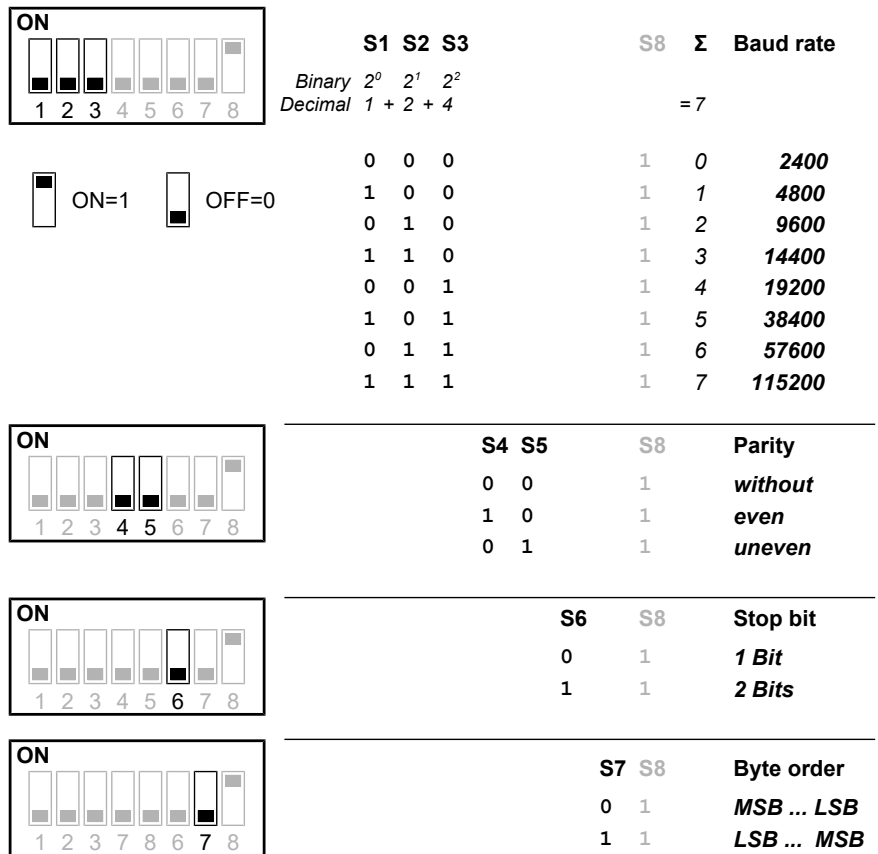 ON
1 2 3 4 5 6 7 8
S1 S2 S3 S8 Σ Baud rate
Binary 2⁰ 2¹ 2²
Decimal 1 + 2 + 4 = 7
ON=1 OFF=0
0 0 0 1 0 2400
1 0 0 1 1 4800
0 1 0 1 2 9600
1 1 0 1 3 14400
0 0 1 1 4 19200
1 0 1 1 5 38400
0 1 1 1 6 57600
1 1 1 1 7 115200
ON
1 2 3 4 5 6 7 8
S4 S5 S8 Parity
0 0 1 without
1 0 1 even
0 1 1 uneven
ON
1 2 3 4 5 6 7 8
S6 S8 Stop bit
0 1 1 Bit
1 1 2 Bits
ON
1 2 3 7 8 6 7 8
S7 S8 Byte order
0 1 MSB ... LSB
1 1 LSB ... MSB